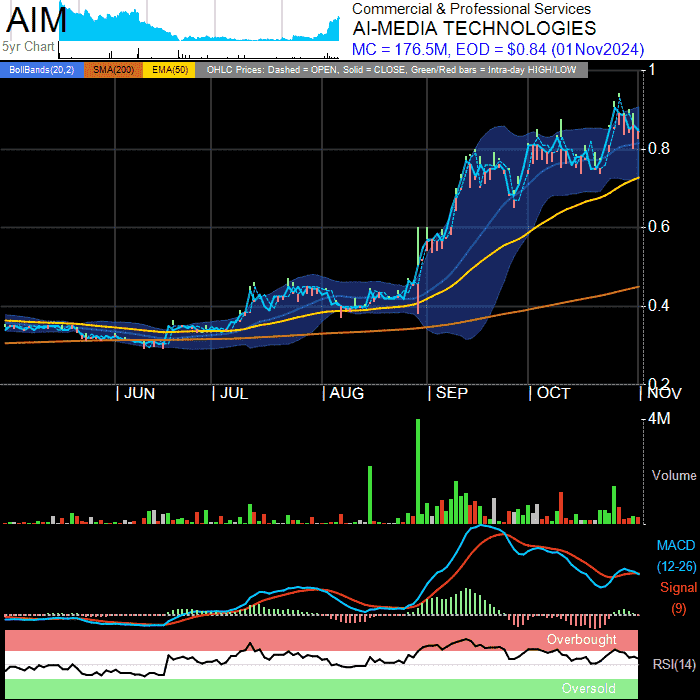 AIM
5yr Chart
Commercial & Professional Services
AI-MEDIA TECHNOLOGIES
MC = 176.5M, EOD = $0.84 (01Nov2024)
BollBands(20,2) SMA(200) EMA(50) OHLC Prices: Dashed = OPEN, Solid = CLOSE, Green/Red bars = Intra-day HIGH/LOW
1
0.8
0.6
0.4
0.2
JUN JUL AUG SEP OCT NOV
4M
Volume
MACD
(12-26)
Signal
(9)
Overbought
RSI(14)
Oversold